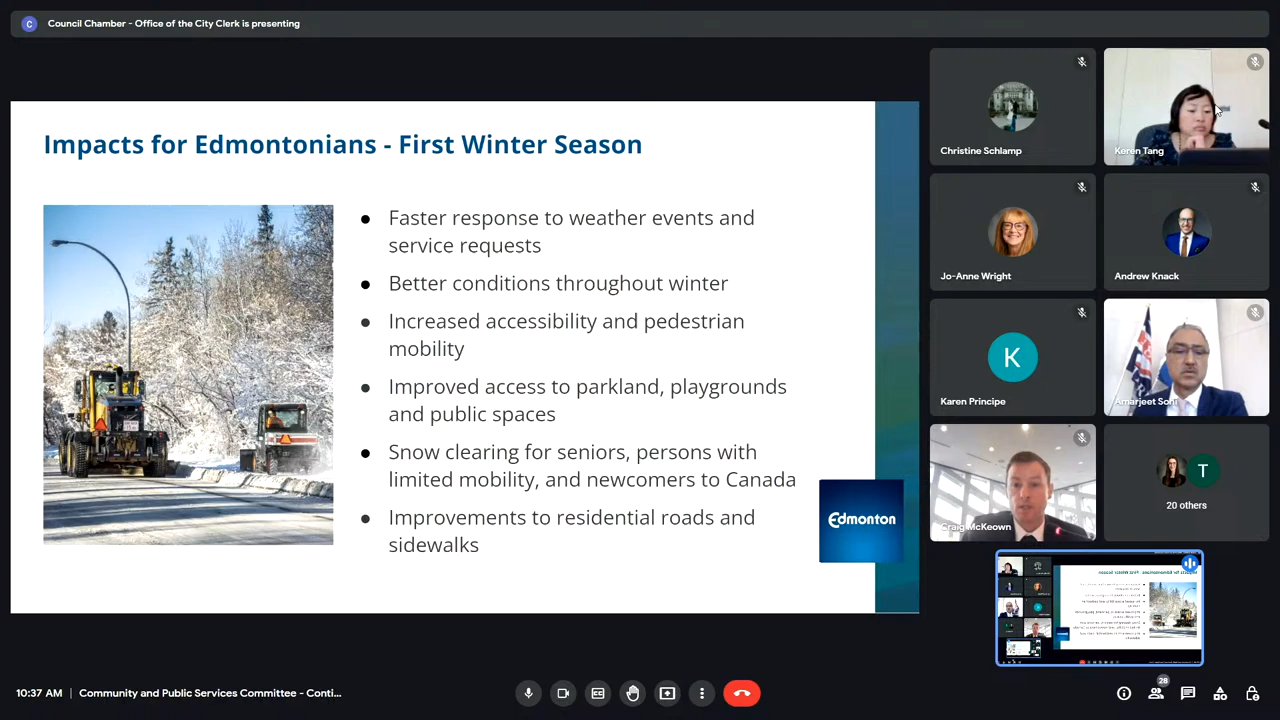 C
Council Chamber - Office of the City Clerk is presenting
Impacts for Edmontonians - First Winter Season
● Faster response to weather events and
service requests
● Better conditions throughout winter
● Increased accessibility and pedestrian
mobility
● Improved access to parkland, playgrounds
and public spaces
● Snow clearing for seniors, persons with
limited mobility, and newcomers to Canada
● Improvements to residential roads and
sidewalks
Edmonton
Christine Schlamp
Keren Tang
Jo-Anne Wright
Andrew Knack
K
Karen Principe
Amarjeet Sohi
Craig McKeown
T
20 others
10:37 AM | Community and Public Services Committee - Conti...
28